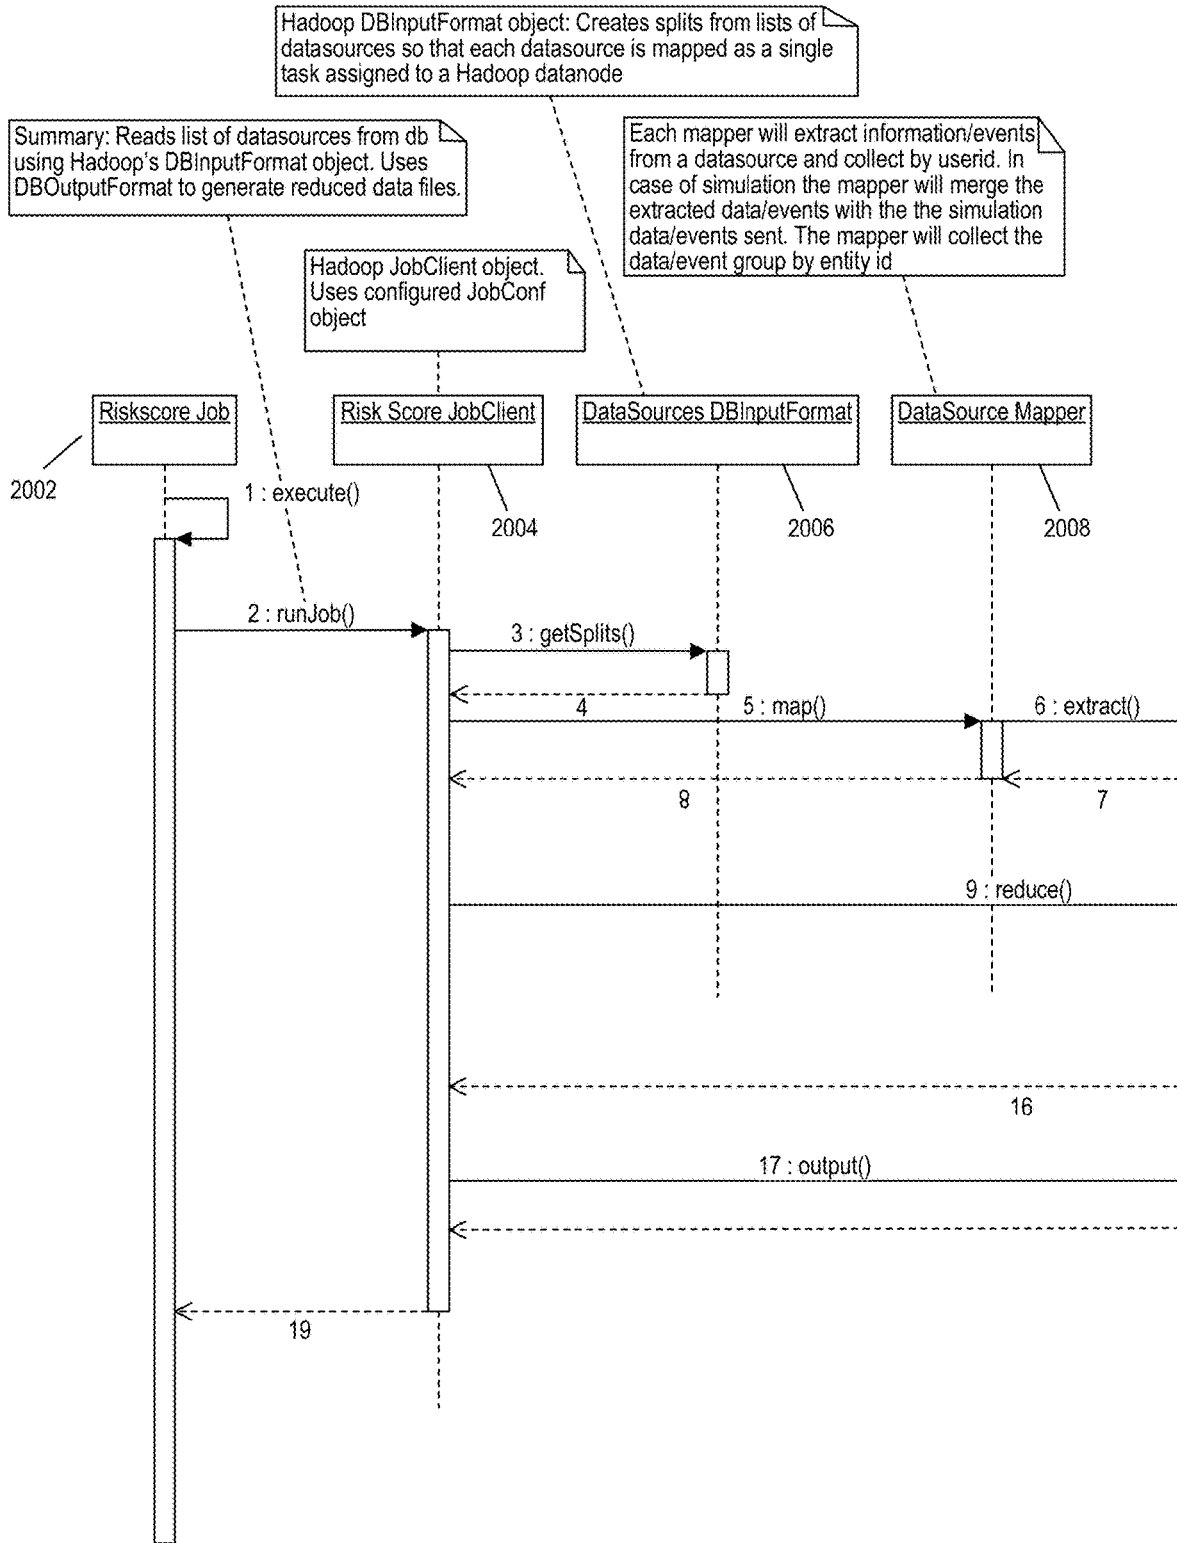 Hadoop DBInputFormat object: Creates splits from lists of
datasources so that each datasource is mapped as a single
task assigned to a Hadoop datanode
Summary: Reads list of datasources from db
using Hadoop's DBInputFormat object. Uses
DBOutputFormat to generate reduced data files.
Each mapper will extract information/events
from a datasource and collect by userid. In
case of simulation the mapper will merge the
extracted data/events with the the simulation
data/events sent. The mapper will collect the
data/event group by entity id
Hadoop JobClient object.
Uses configured JobConf
object
Riskscore Job
Risk Score JobClient
DataSources DBInputFormat
DataSource Mapper
2002
1 : execute()
2004
2006
2008
2 : runJob()
3 : getSplits()
4
5 : map()
6 : extract()
8
7
9 : reduce()
16
17 : output()
19